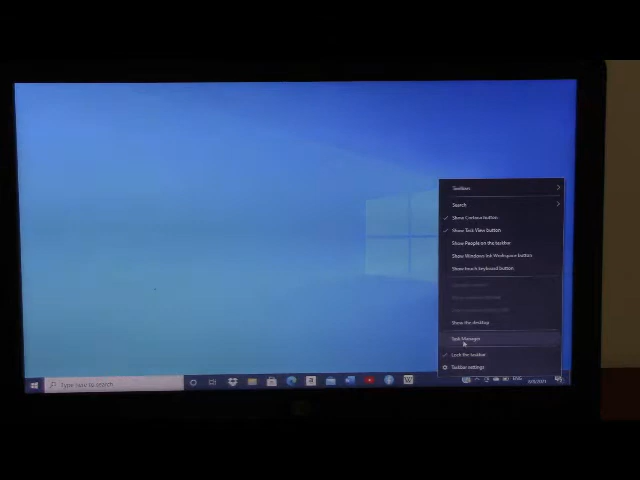 Toolbars
Search
Show Cortana button
Show Task View button
Show People on the taskbar
Show Windows Ink Workspace button
Show touch keyboard button
Show the desktop
Task Manager
Lock the taskbar
Taskbar settings
Type here to search
ENG